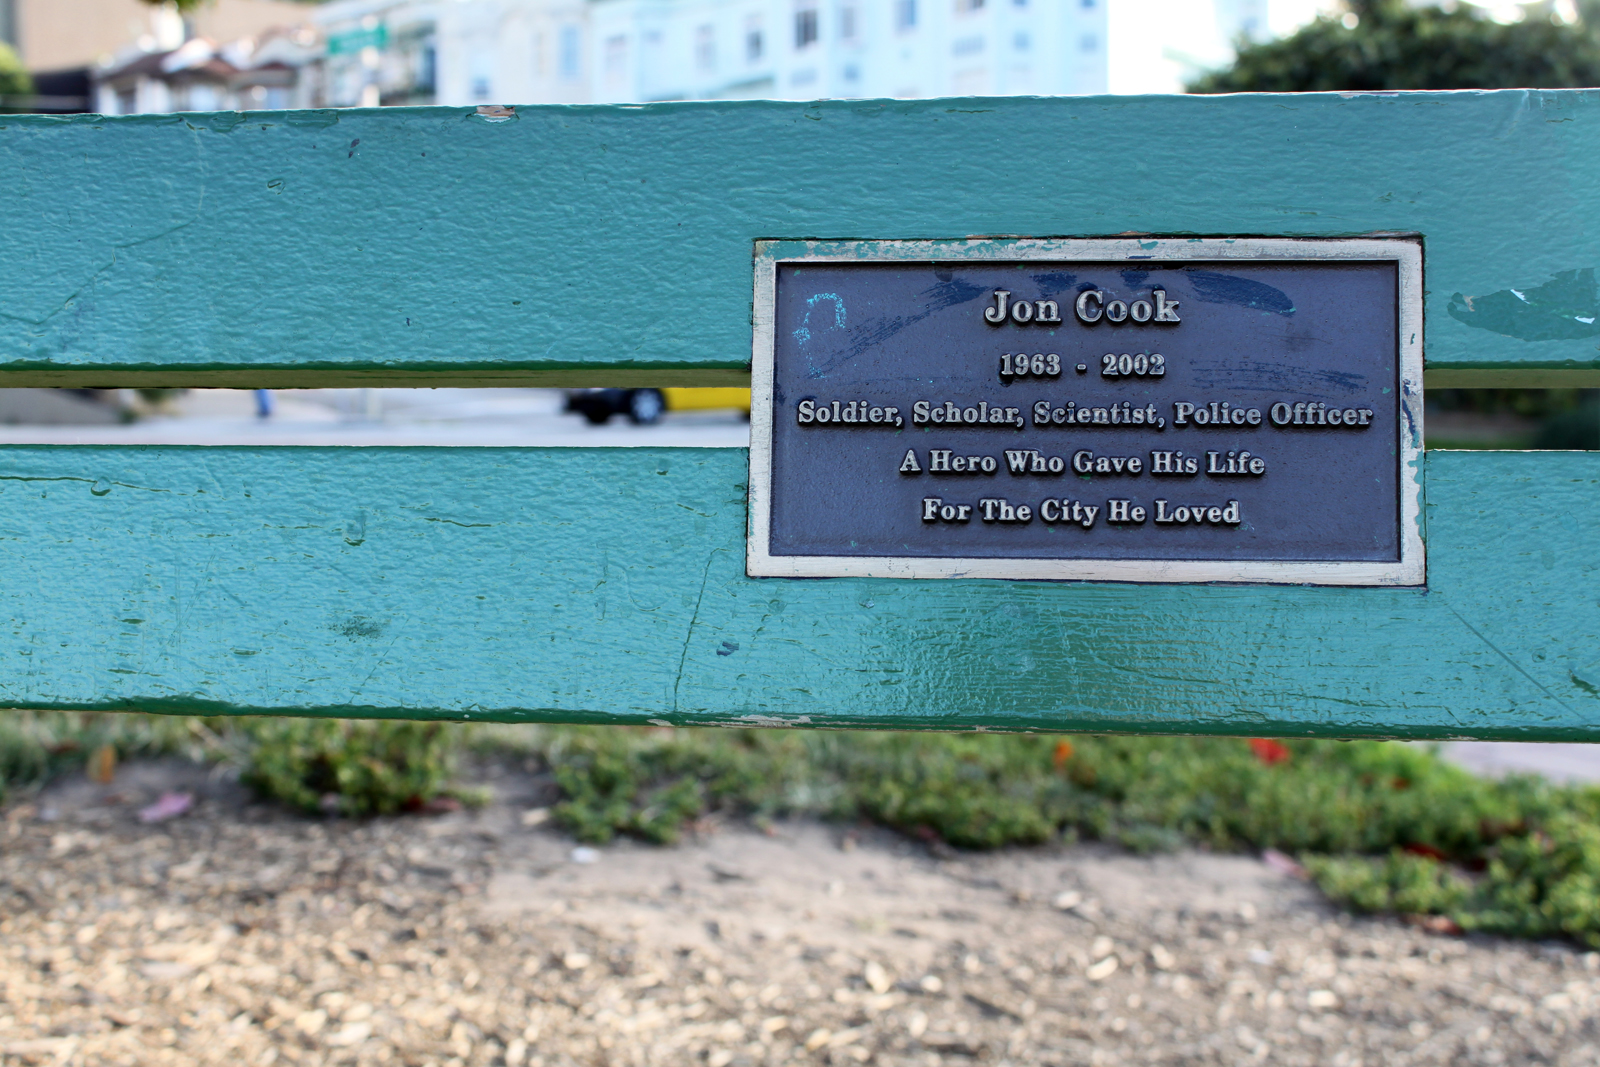 Jon Cook
1963 - 2002
Soldier, Scholar, Scientist, Police Officer
A Hero Who Gave His Life
For The City He Loved